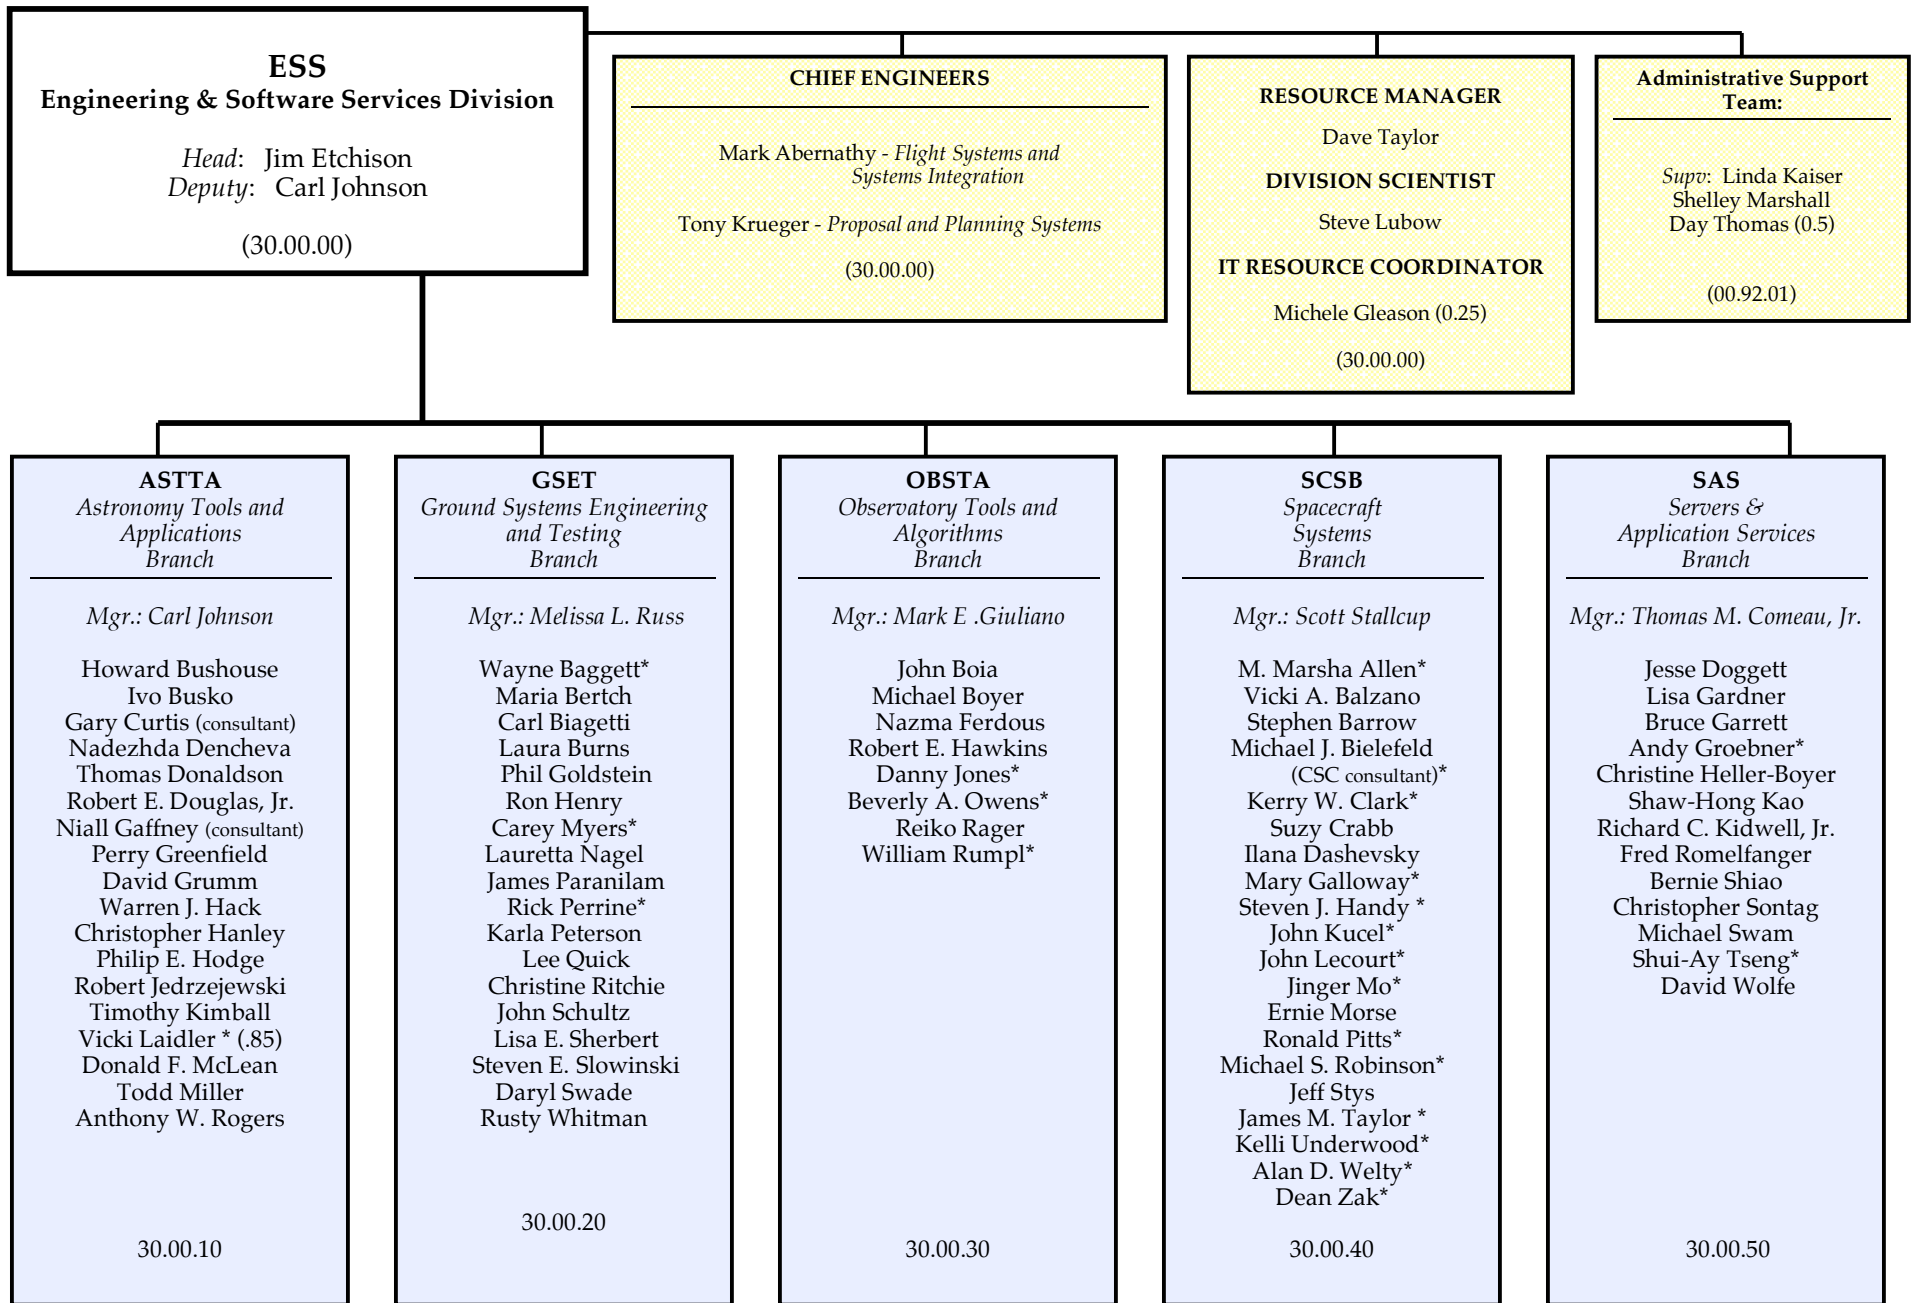 ESS
Engineering & Software Services Division
Head: Jim Etchison
Deputy: Carl Johnson
(30.00.00)
CHIEF ENGINEERS
Mark Abernathy - Flight Systems and
Systems Integration
Tony Krueger - Proposal and Planning Systems
(30.00.00)
RESOURCE MANAGER
Dave Taylor
DIVISION SCIENTIST
Steve Lubow
IT RESOURCE COORDINATOR
Michele Gleason (0.25)
(30.00.00)
Administrative Support
Team:
Supv: Linda Kaiser
Shelley Marshall
Day Thomas (0.5)
(00.92.01)
ASTTA
Astronomy Tools and
Applications
Branch
Mgr.: Carl Johnson
Howard Bushouse
Ivo Busko
Gary Curtis (consultant)
Nadezhda Dencheva
Thomas Donaldson
Robert E. Douglas, Jr.
Niall Gaffney (consultant)
Perry Greenfield
David Grumm
Warren J. Hack
Christopher Hanley
Philip E. Hodge
Robert Jedrzejewski
Timothy Kimball
Vicki Laidler * (.85)
Donald F. McLean
Todd Miller
Anthony W. Rogers
30.00.10
GSET
Ground Systems Engineering
and Testing
Branch
Mgr.: Melissa L. Russ
Wayne Baggett*
Maria Bertch
Carl Biagetti
Laura Burns
Phil Goldstein
Ron Henry
Carey Myers*
Lauretta Nagel
James Paranilam
Rick Perrine*
Karla Peterson
Lee Quick
Christine Ritchie
John Schultz
Lisa E. Sherbert
Steven E. Slowinski
Daryl Swade
Rusty Whitman
30.00.20
OBSTA
Observatory Tools and
Algorithms
Branch
Mgr.: Mark E .Giuliano
John Boia
Michael Boyer
Nazma Ferdous
Robert E. Hawkins
Danny Jones*
Beverly A. Owens*
Reiko Rager
William Rumpl*
30.00.30
SCSB
Spacecraft
Systems
Branch
Mgr.: Scott Stallcup
M. Marsha Allen*
Vicki A. Balzano
Stephen Barrow
Michael J. Bielefeld
(CSC consultant)*
Kerry W. Clark*
Suzy Crabb
Ilana Dashevsky
Mary Galloway*
Steven J. Handy *
John Kucel*
John Lecourt*
Jinger Mo*
Ernie Morse
Ronald Pitts*
Michael S. Robinson*
Jeff Stys
James M. Taylor *
Kelli Underwood*
Alan D. Welty*
Dean Zak*
30.00.40
SAS
Servers &
Application Services
Branch
Mgr.: Thomas M. Comeau, Jr.
Jesse Doggett
Lisa Gardner
Bruce Garrett
Andy Groebner*
Christine Heller-Boyer
Shaw-Hong Kao
Richard C. Kidwell, Jr.
Fred Romelfanger
Bernie Shiao
Christopher Sontag
Michael Swam
Shui-Ay Tseng*
David Wolfe
30.00.50